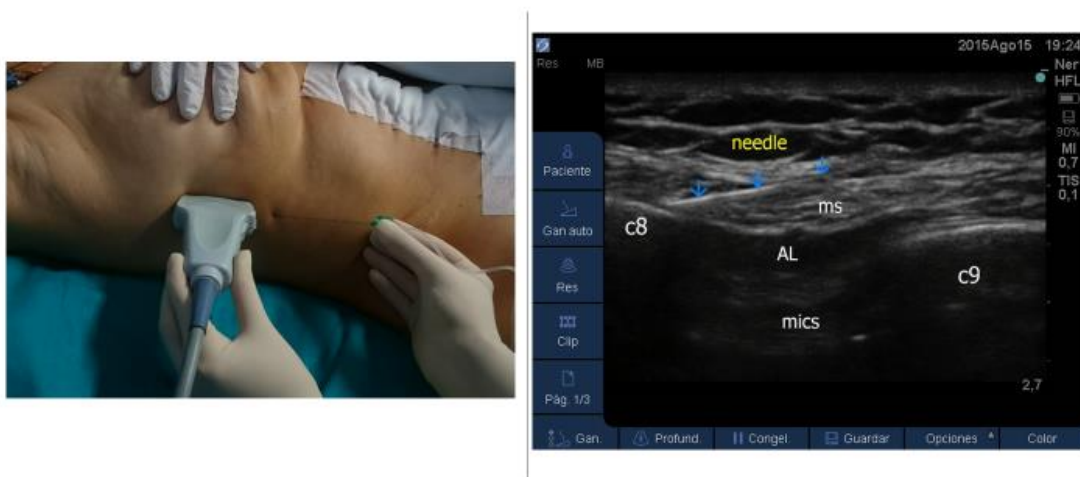 2015Ago15 19:24
Res MB
Ner
HFL
90%
MI
0,7
TIS
0,1
Paciente
Gan auto
Res
Clip
Pág. 1/3
needle
ms
c8
AL
c9
mics
2,7
Gan. Profund. Congel. Guardar Opciones Color